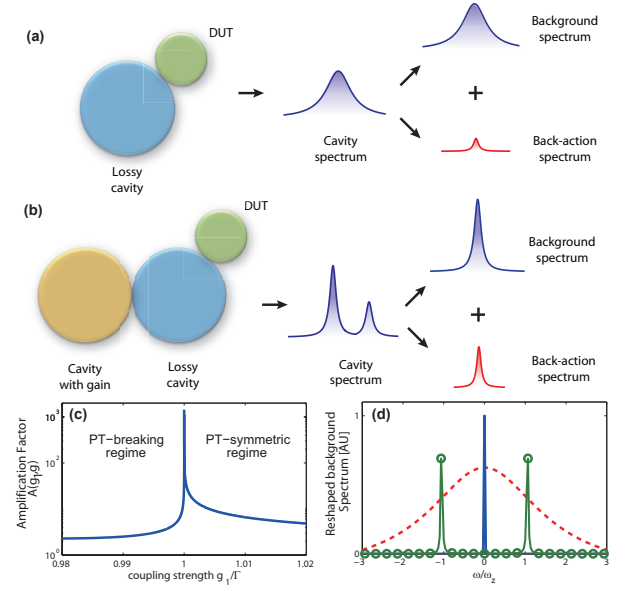 (a)
DUT
Lossy
cavity
Cavity
spectrum
Background
spectrum
+
Back-action
spectrum
(b)
DUT
Cavity
with gain
Lossy
cavity
Cavity
spectrum
Background
spectrum
+
Back-action
spectrum
(c)
PT−breaking
regime
PT−symmetric
regime
Amplification Factor
A(g₁,g)
10³
10²
10⁰
0.98
0.99
1
1.01
1.02
coupling strength g₁/Γ
(d)
Reshaped background
Spectrum [AU]
1
0
−3
−2
−1
0
1
2
3
ω/ω_z